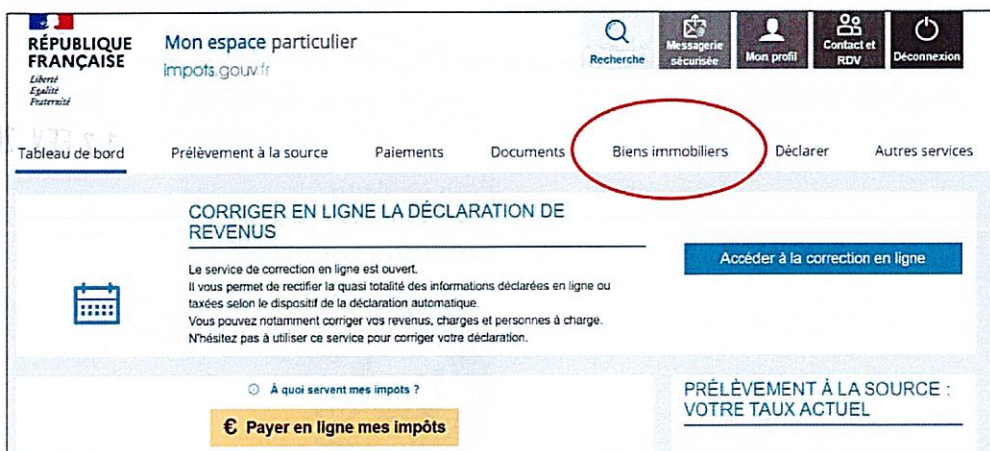 RÉPUBLIQUE
FRANÇAISE
Liberté
Égalité
Fraternité
Mon espace particulier
impots.gouv.fr
Recherche
Messagerie
sécurisée
Mon profil
Contact et
RDV
Déconnexion
Tableau de bord
Prélèvement à la source
Paiements
Documents
Biens immobiliers
Déclarer
Autres services
CORRIGER EN LIGNE LA DÉCLARATION DE
REVENUS
Le service de correction en ligne est ouvert.
Il vous permet de rectifier la quasi totalité des informations déclarées en ligne ou
taxées selon le dispositif de la déclaration automatique.
Vous pouvez notamment corriger vos revenus, charges et personnes à charge.
N'hésitez pas à utiliser ce service pour corriger votre déclaration.
Accéder à la correction en ligne
À quoi servent mes impôts ?
€ Payer en ligne mes impôts
PRÉLÈVEMENT À LA SOURCE :
VOTRE TAUX ACTUEL